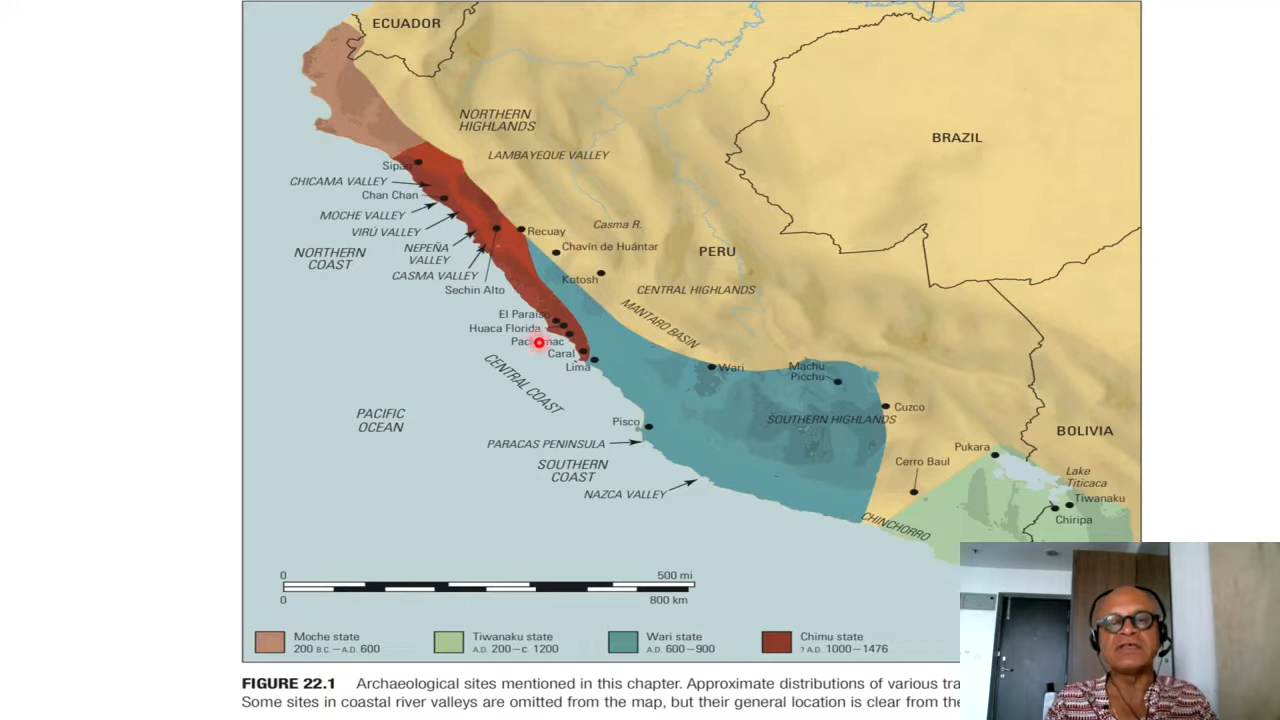 ECUADOR
NORTHERN
HIGHLANDS
BRAZIL
LAMBAYEQUE VALLEY
Sipan
CHICAMA VALLEY
Chan Chan
MOCHE VALLEY
VIRÚ VALLEY
Recuay
Casma R.
NORTHERN
COAST
NEPEÑA
VALLEY
Chavín de Huántar
PERU
CASMA VALLEY
Kotosh
Sechin Alto
CENTRAL HIGHLANDS
MANTARO BASIN
El Paraiso
Huaca Florida
Caral
Lima
CENTRAL COAST
Wari
Machu
Picchu
Cuzco
PACIFIC
OCEAN
Pisco
SOUTHERN HIGHLANDS
BOLIVIA
PARACAS PENINSULA
Pukara
SOUTHERN
COAST
Cerro Baul
Lake
Titicaca
NAZCA VALLEY
Tiwanaku
Chiripa
CHINCHORRO
0 500 mi
0 800 km
Moche state
200 B.C.–A.D. 600
Tiwanaku state
A.D. 200–C. 1200
Wari state
A.D. 600–900
Chimu state
? A.D. 1000–1476
FIGURE 22.1 Archaeological sites mentioned in this chapter. Approximate distributions of various
Some sites in coastal river valleys are omitted from the map, but their general location is clear from